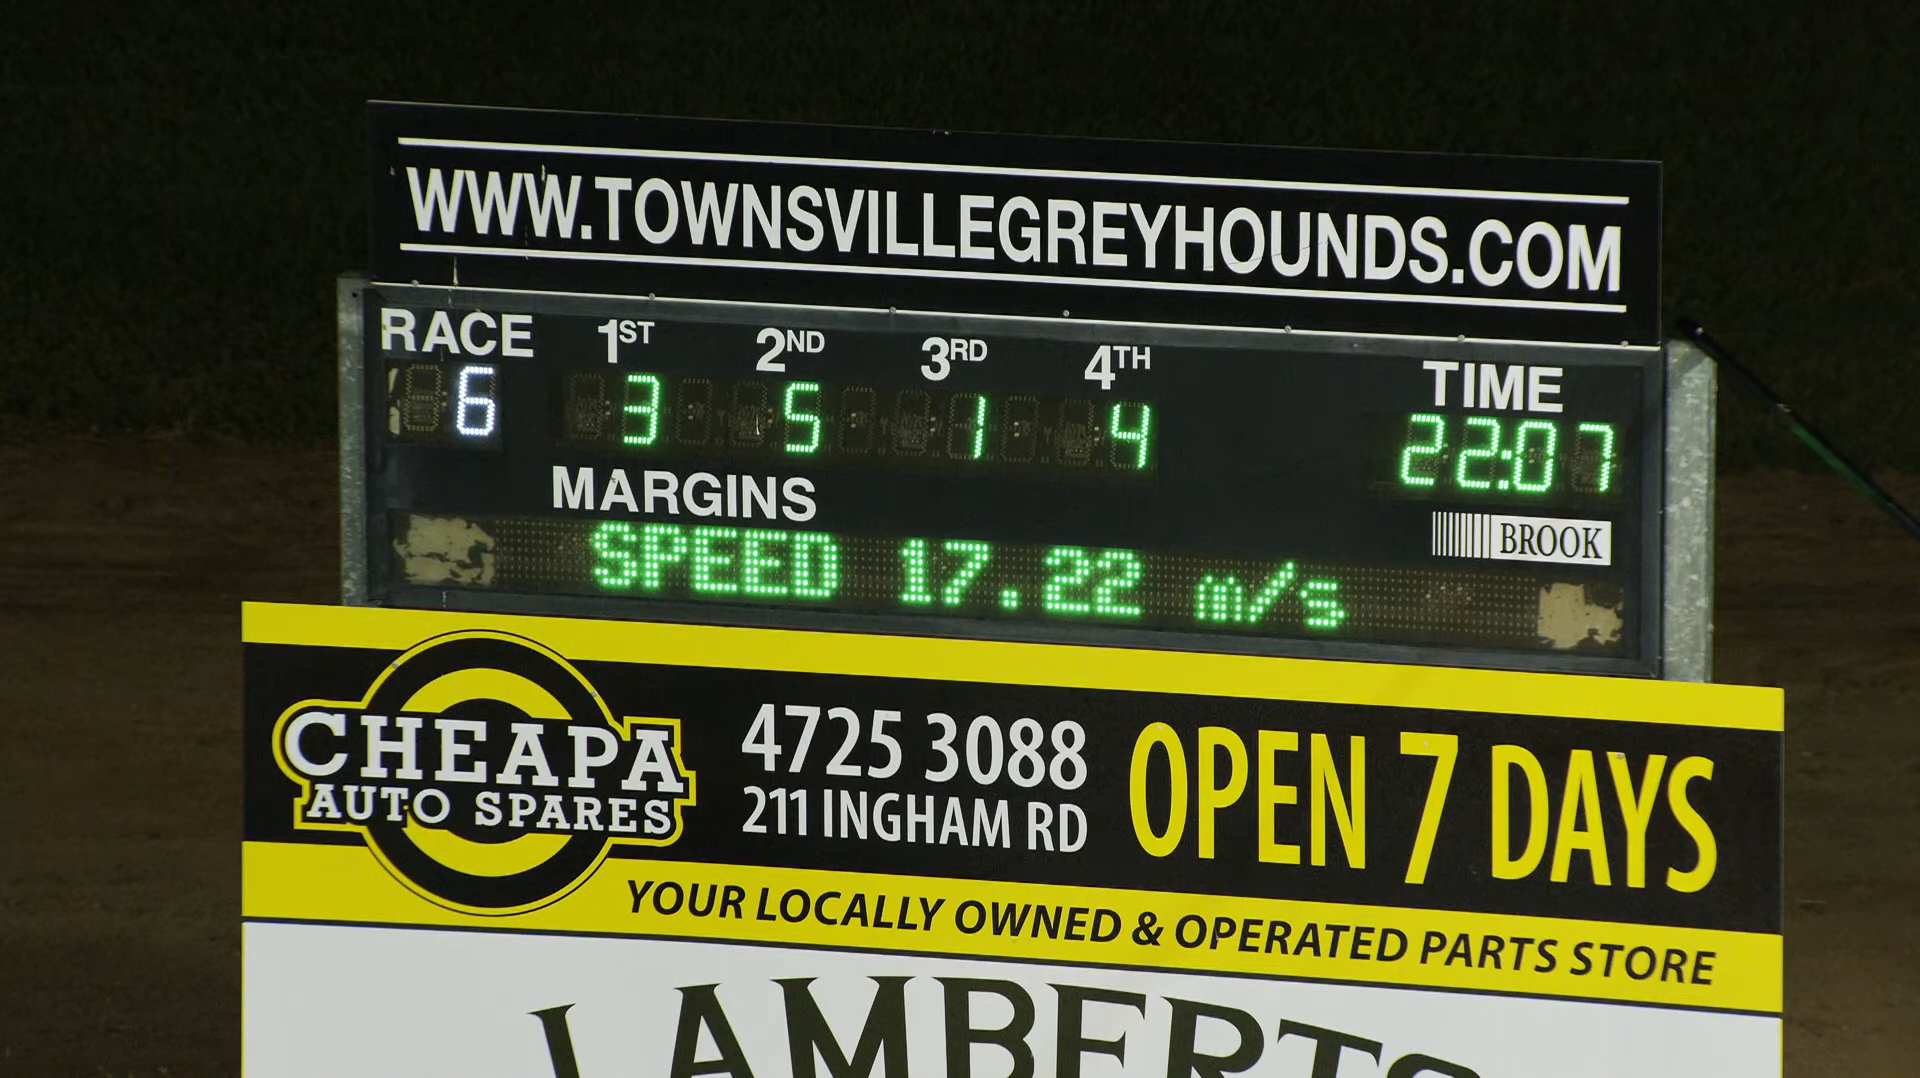 WWW.TOWNSVILLEGREYHOUNDS.COM
RACE 1ST 2ND 3RD 4TH TIME
6 3 5 1 4 22:07
MARGINS
BROOK
SPEED 17.22 m/s
CHEAPA
AUTO SPARES
4725 3088
211 INGHAM RD
OPEN 7 DAYS
YOUR LOCALLY OWNED & OPERATED PARTS STORE
LAMBERTS